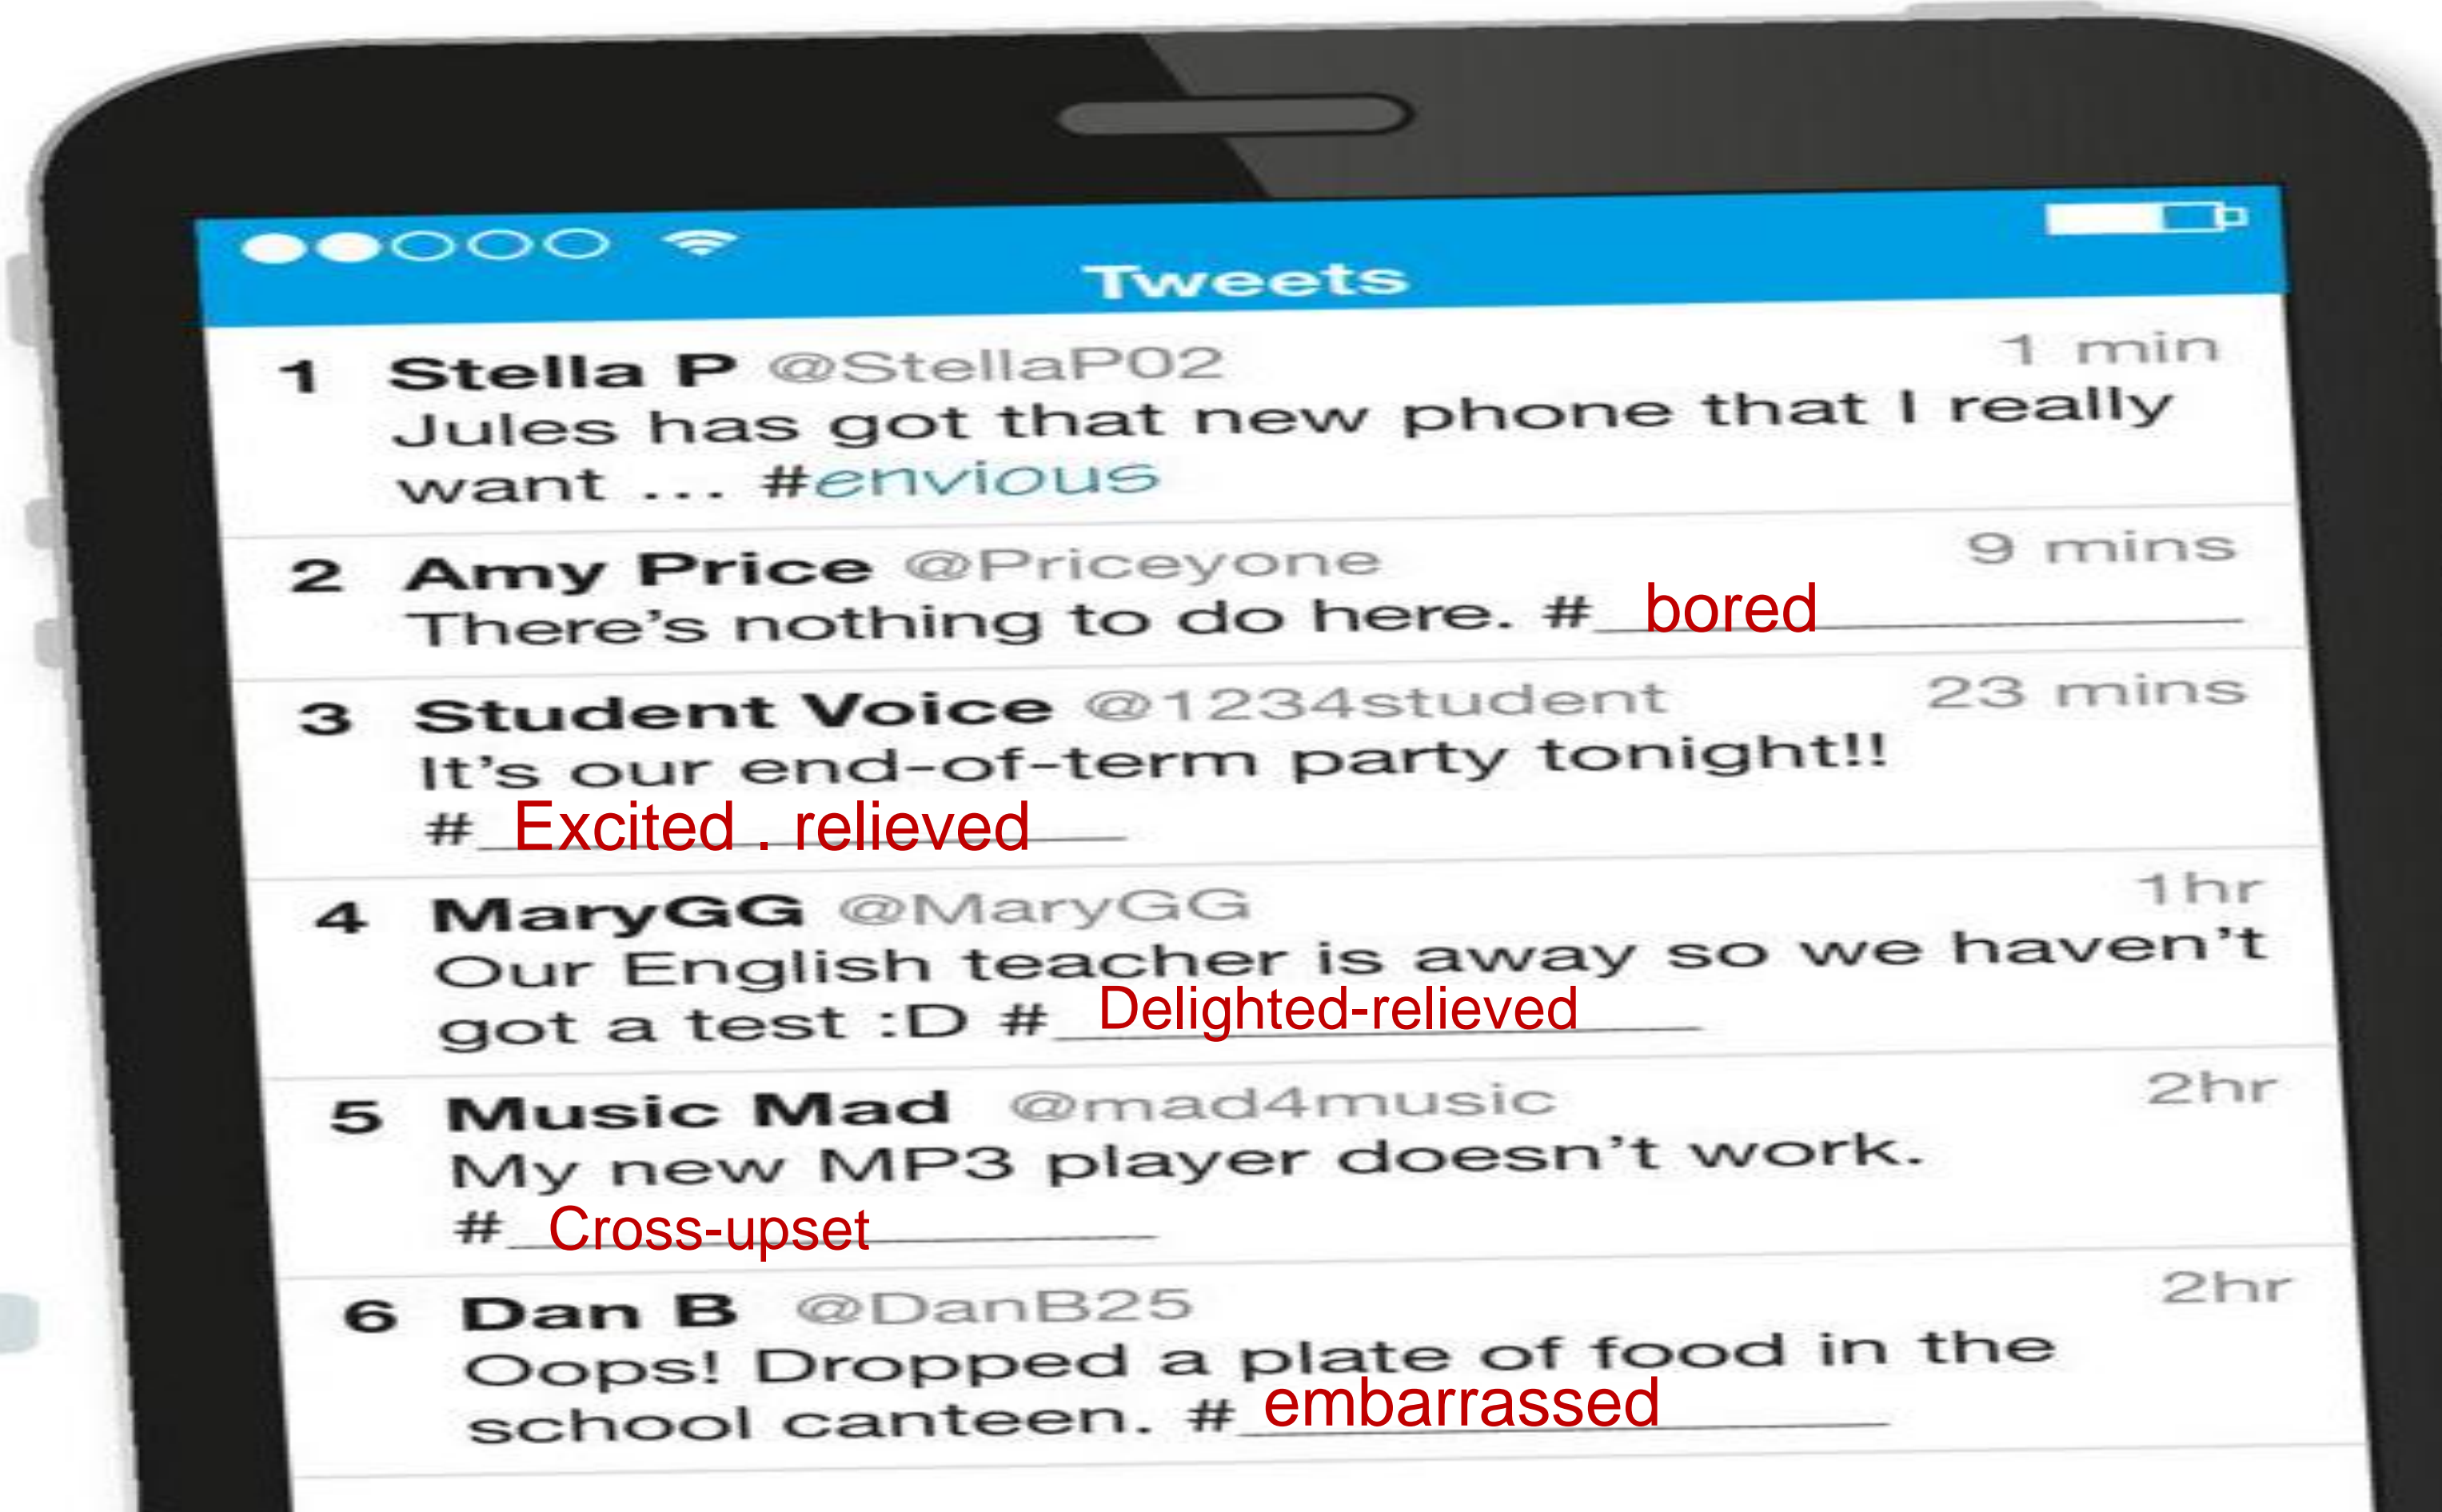 Tweets
1 Stella P @StellaP02 1 min
Jules has got that new phone that I really
want ... #envious
2 Amy Price @Priceyone 9 mins
There's nothing to do here. # bored
3 Student Voice @1234student 23 mins
It's our end-of-term party tonight!!
# Excited . relieved
4 MaryGG @MaryGG 1hr
Our English teacher is away so we haven't
got a test :D # Delighted-relieved
5 Music Mad @mad4music 2hr
My new MP3 player doesn't work.
# Cross-upset
6 Dan B @DanB25 2hr
Oops! Dropped a plate of food in the
school canteen. # embarrassed